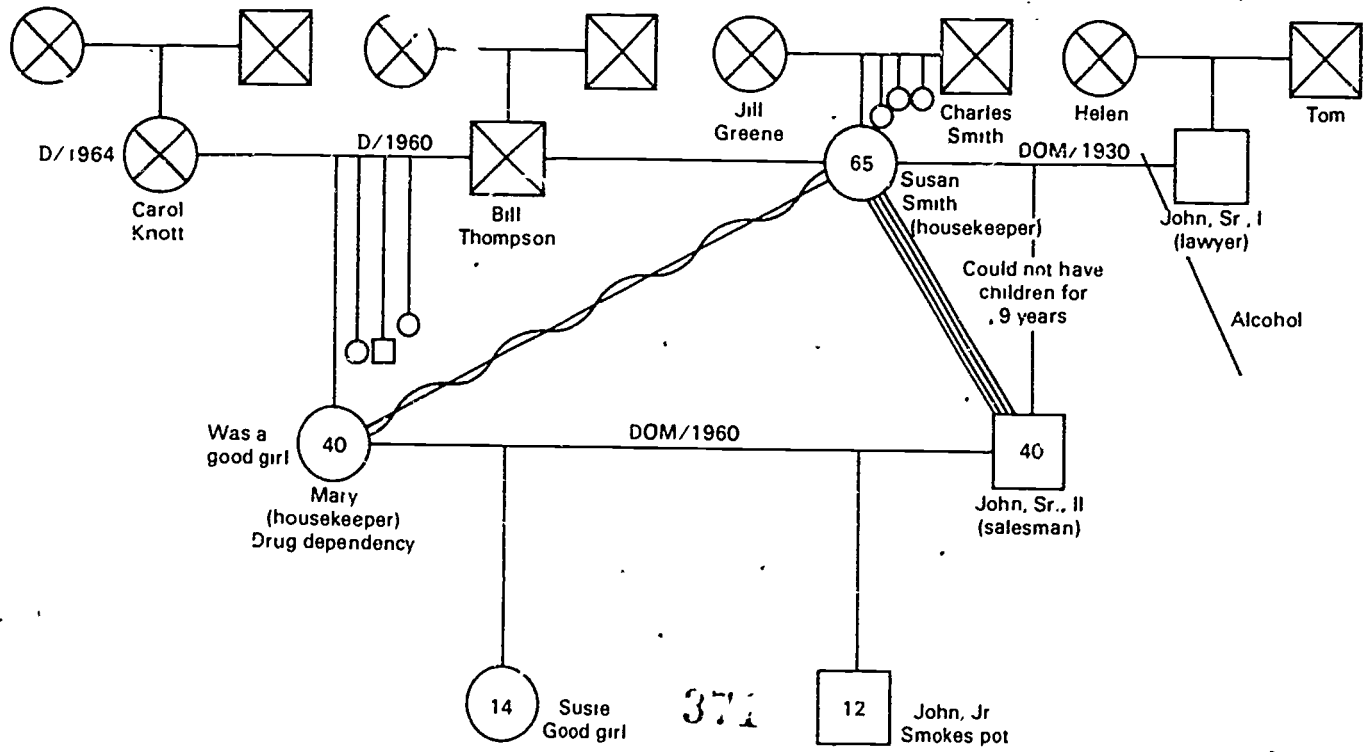 Jill
Greene
Charles
Smith
Helen
Tom
D/1964
D/1960
65
DOM/1930
Carol
Knott
Bill
Thompson
Susan
Smith
(housekeeper)
John, Sr., I
(lawyer)
Could not have
children for
9 years
Alcohol
Was a
good girl
40
DOM/1960
40
Mary
(housekeeper)
Drug dependency
John, Sr., II
(salesman)
14
Susie
Good girl
371
12
John, Jr
Smokes pot